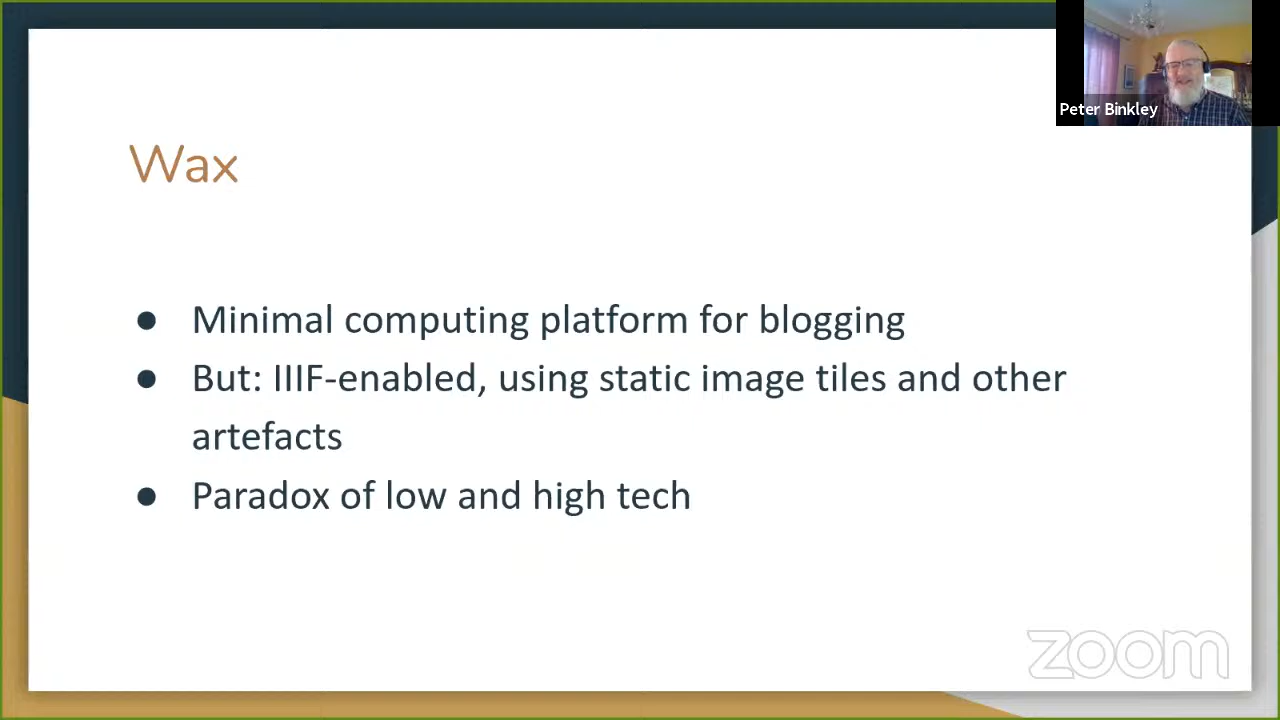 Peter Binkley
Wax
● Minimal computing platform for blogging
● But: IIIF-enabled, using static image tiles and other
artefacts
● Paradox of low and high tech
zoom